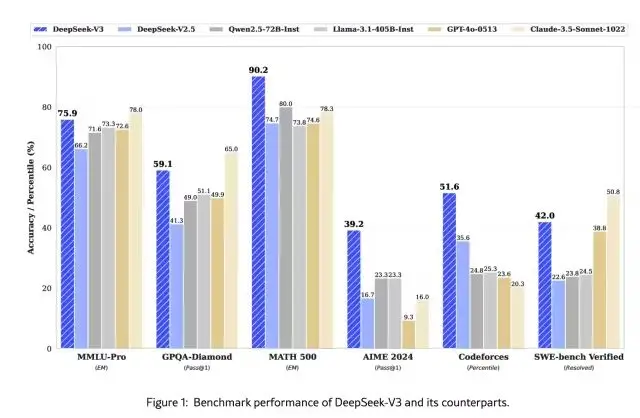 DeepSeek-V3 DeepSeek-V2.5 Qwen2.5-72B-Inst Llama-3.1-405B-Inst GPT-4o-0513 Claude-3.5-Sonnet-1022
Accuracy / Percentile (%)
100
80
60
40
20
0
75.9 66.2 71.6 73.3 72.6 78.0
59.1 41.3 49.0 51.1 49.9 65.0
90.2 74.7 80.0 73.8 74.6 78.3
39.2 16.7 23.3 23.3 9.3 16.0
51.6 35.6 24.8 25.3 23.6 20.3
42.0 22.6 23.8 24.5 38.8 50.8
MMLU-Pro GPQA-Diamond MATH 500 AIME 2024 Codeforces SWE-bench Verified
(EM) (Pass@1) (EM) (Pass@1) (Percentile) (Resolved)
Figure 1: Benchmark performance of DeepSeek-V3 and its counterparts.